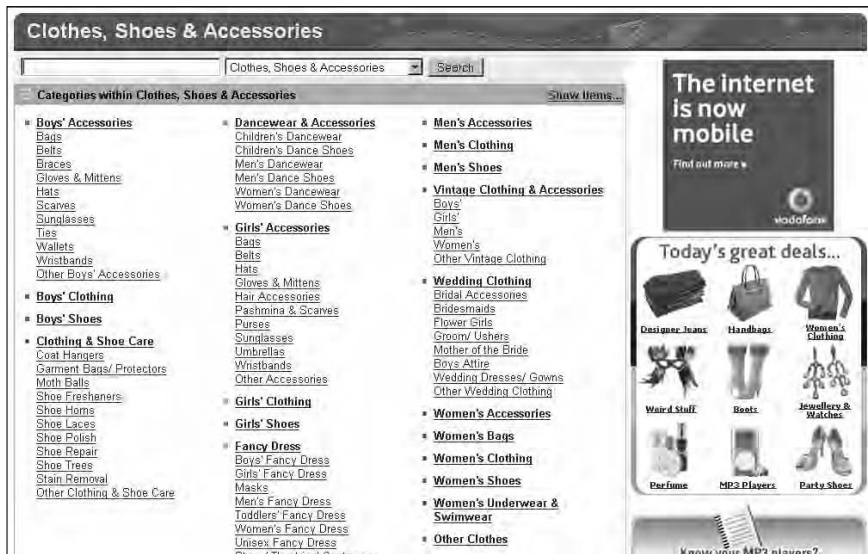 Clothes, Shoes & Accessories
Clothes, Shoes & Accessories
Search
Categories within Clothes, Shoes & Accessories
Show Items...
Boys' Accessories
Bags
Belts
Braces
Gloves & Mittens
Hats
Scarves
Sunglasses
Ties
Wallets
Wristbands
Other Boys' Accessories
Boys' Clothing
Boys' Shoes
Clothing & Shoe Care
Coat Hangers
Garment Bags/ Protectors
Moth Balls
Shoe Fresheners
Shoe Horns
Shoe Laces
Shoe Polish
Shoe Repair
Shoe Trees
Stain Removal
Other Clothing & Shoe Care
Dancewear & Accessories
Children's Dancewear
Children's Dance Shoes
Men's Dancewear
Men's Dance Shoes
Women's Dancewear
Women's Dance Shoes
Girls' Accessories
Bags
Belts
Hats
Gloves & Mittens
Hair Accessories
Pashmina & Scarves
Purses
Sunglasses
Umbrellas
Wristbands
Other Accessories
Girls' Clothing
Girls' Shoes
Fancy Dress
Boys' Fancy Dress
Girls' Fancy Dress
Masks
Men's Fancy Dress
Toddlers' Fancy Dress
Women's Fancy Dress
Unisex Fancy Dress
Men's Accessories
Men's Clothing
Men's Shoes
Vintage Clothing & Accessories
Boys'
Girls'
Men's
Women's
Other Vintage Clothing
Wedding Clothing
Bridal Accessories
Bridesmaids
Flower Girls
Groom/ Ushers
Mother of the Bride
Boys Attire
Wedding Dresses/ Gowns
Other Wedding Clothing
Women's Accessories
Women's Bags
Women's Clothing
Women's Shoes
Women's Underwear &
Swimwear
Other Clothes
The internet
is now
mobile
Find out more
vodafone
Today's great deals...
Designer Jeans
Handbags
Women's
Clothing
Weird Stuff
Boots
Jewellery &
Watches
Perfume
MP3 Players
Party Shoes
Know your MP3 players?